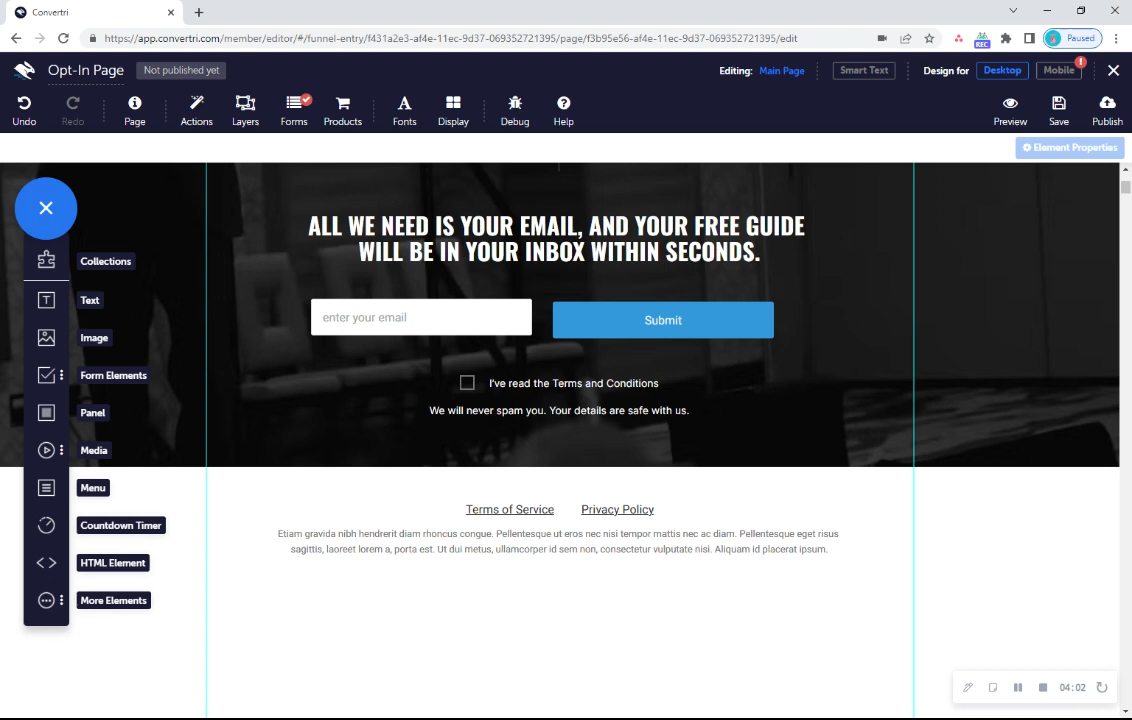 Convertri
https://app.convertri.com/member/editor/#/funnel-entry/f431a2e3-af4e-11ec-9d37-069352721395/page/f3b95e56-af4e-11ec-9d37-069352721395/edit
REC
Paused
Opt-In Page
Not published yet
Editing: Main Page
Smart Text
Design for
Desktop
Mobile
Undo
Redo
Page
Actions
Layers
Forms
Products
Fonts
Display
Debug
Help
Preview
Save
Publish
Element Properties
ALL WE NEED IS YOUR EMAIL, AND YOUR FREE GUIDE
WILL BE IN YOUR INBOX WITHIN SECONDS.
Collections
Text
Image
Form Elements
Panel
Media
Menu
Countdown Timer
HTML Element
More Elements
enter your email
Submit
I've read the Terms and Conditions
We will never spam you. Your details are safe with us.
Terms of Service
Privacy Policy
Etiam gravida nibh hendrerit diam rhoncus congue. Pellentesque ut eros nec nisi tempor mattis nec ac diam. Pellentesque eget risus
sagittis, laoreet lorem a, porta est. Ut dui metus, ullamcorper id sem non, consectetur vulputate nisi. Aliquam id placerat ipsum.
04:02